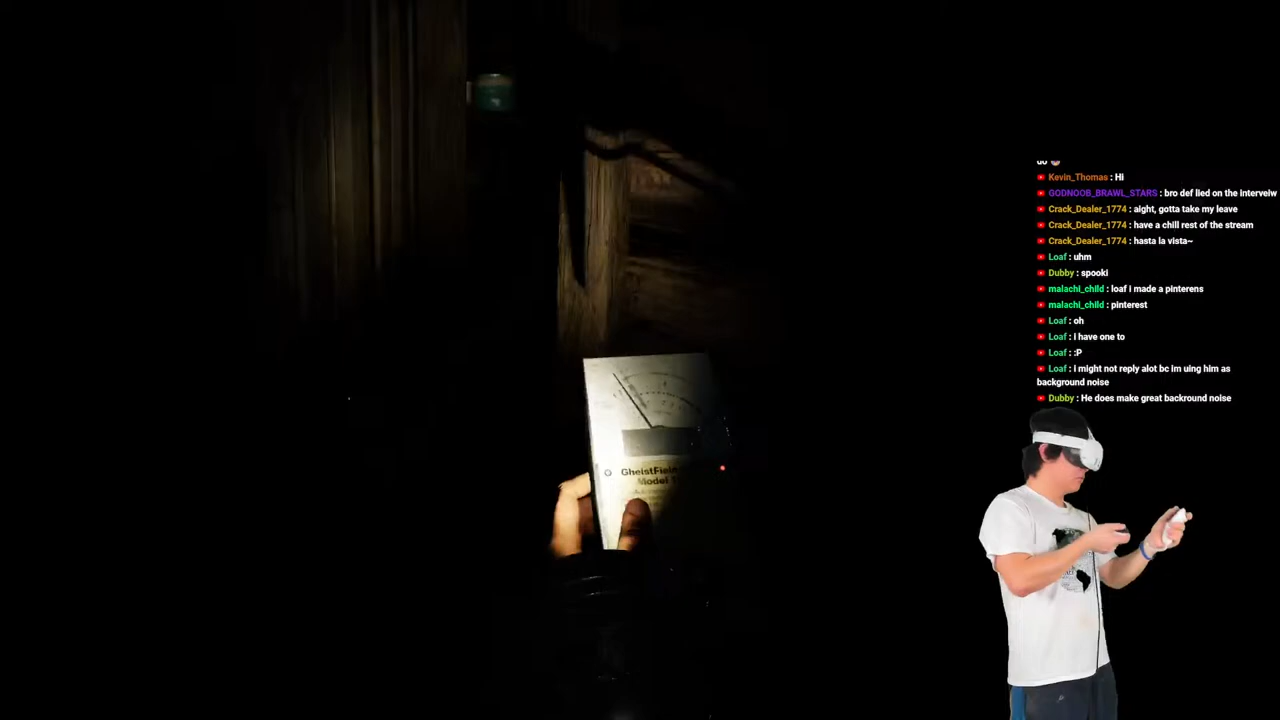 Kevin_Thomas : Hi
GODNOOB_BRAWL_STARS : bro def lied on the interveiw
Crack_Dealer_1774 : aight, gotta take my leave
Crack_Dealer_1774 : have a chill rest of the stream
Crack_Dealer_1774 : hasta la vista~
Loaf : uhm
Dubby : spooki
malachi_child : loaf i made a pinterens
malachi_child : pinterest
Loaf : oh
Loaf : i have one to
Loaf : :P
Loaf : i might not reply alot bc im uing him as
background noise
Dubby : He does make great backround noise
Model